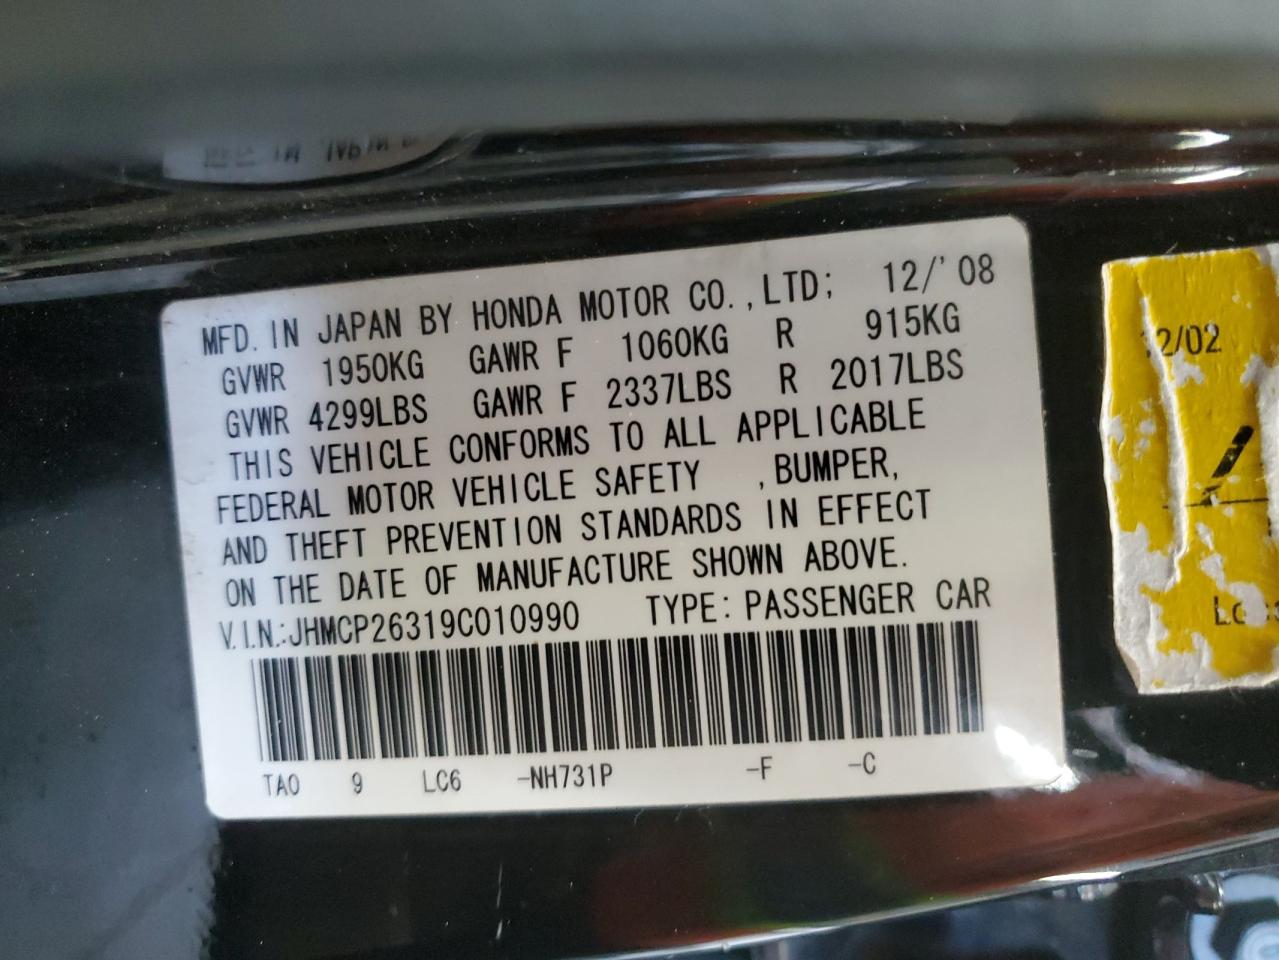 MFD. IN JAPAN BY HONDA MOTOR CO.,LTD; 12/'08
GVWR 1950KG GAWR F 1060KG R 915KG
GVWR 4299LBS GAWR F 2337LBS R 2017LBS
THIS VEHICLE CONFORMS TO ALL APPLICABLE
FEDERAL MOTOR VEHICLE SAFETY , BUMPER,
AND THEFT PREVENTION STANDARDS IN EFFECT
ON THE DATE OF MANUFACTURE SHOWN ABOVE.
V.I.N.:JHMCP26319C010990 TYPE: PASSENGER CAR
TA0 9 LC6 -NH731P -F -C
2/02